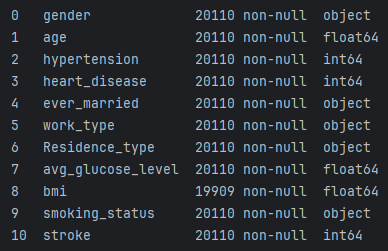 0 gender 20110 non-null object
1 age 20110 non-null float64
2 hypertension 20110 non-null int64
3 heart_disease 20110 non-null int64
4 ever_married 20110 non-null object
5 work_type 20110 non-null object
6 Residence_type 20110 non-null object
7 avg_glucose_level 20110 non-null float64
8 bmi 19909 non-null float64
9 smoking_status 20110 non-null object
10 stroke 20110 non-null int64